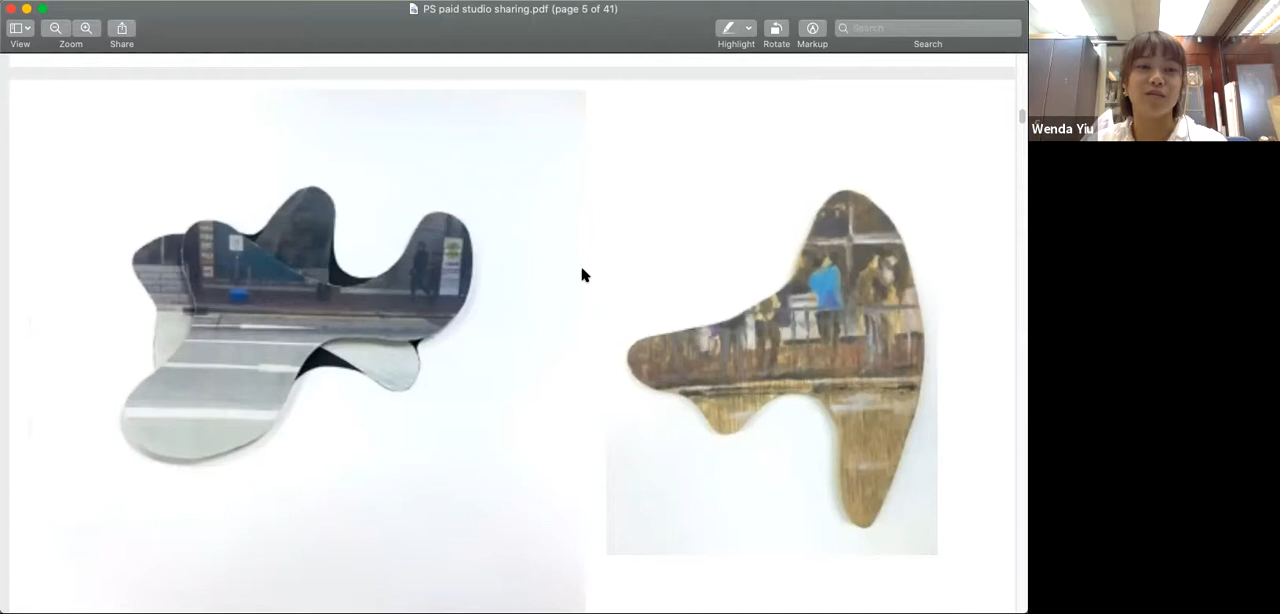 PS paid studio sharing.pdf (page 5 of 41)
View
Zoom
Share
Highlight
Rotate
Markup
Search
Search
Wenda Yiu